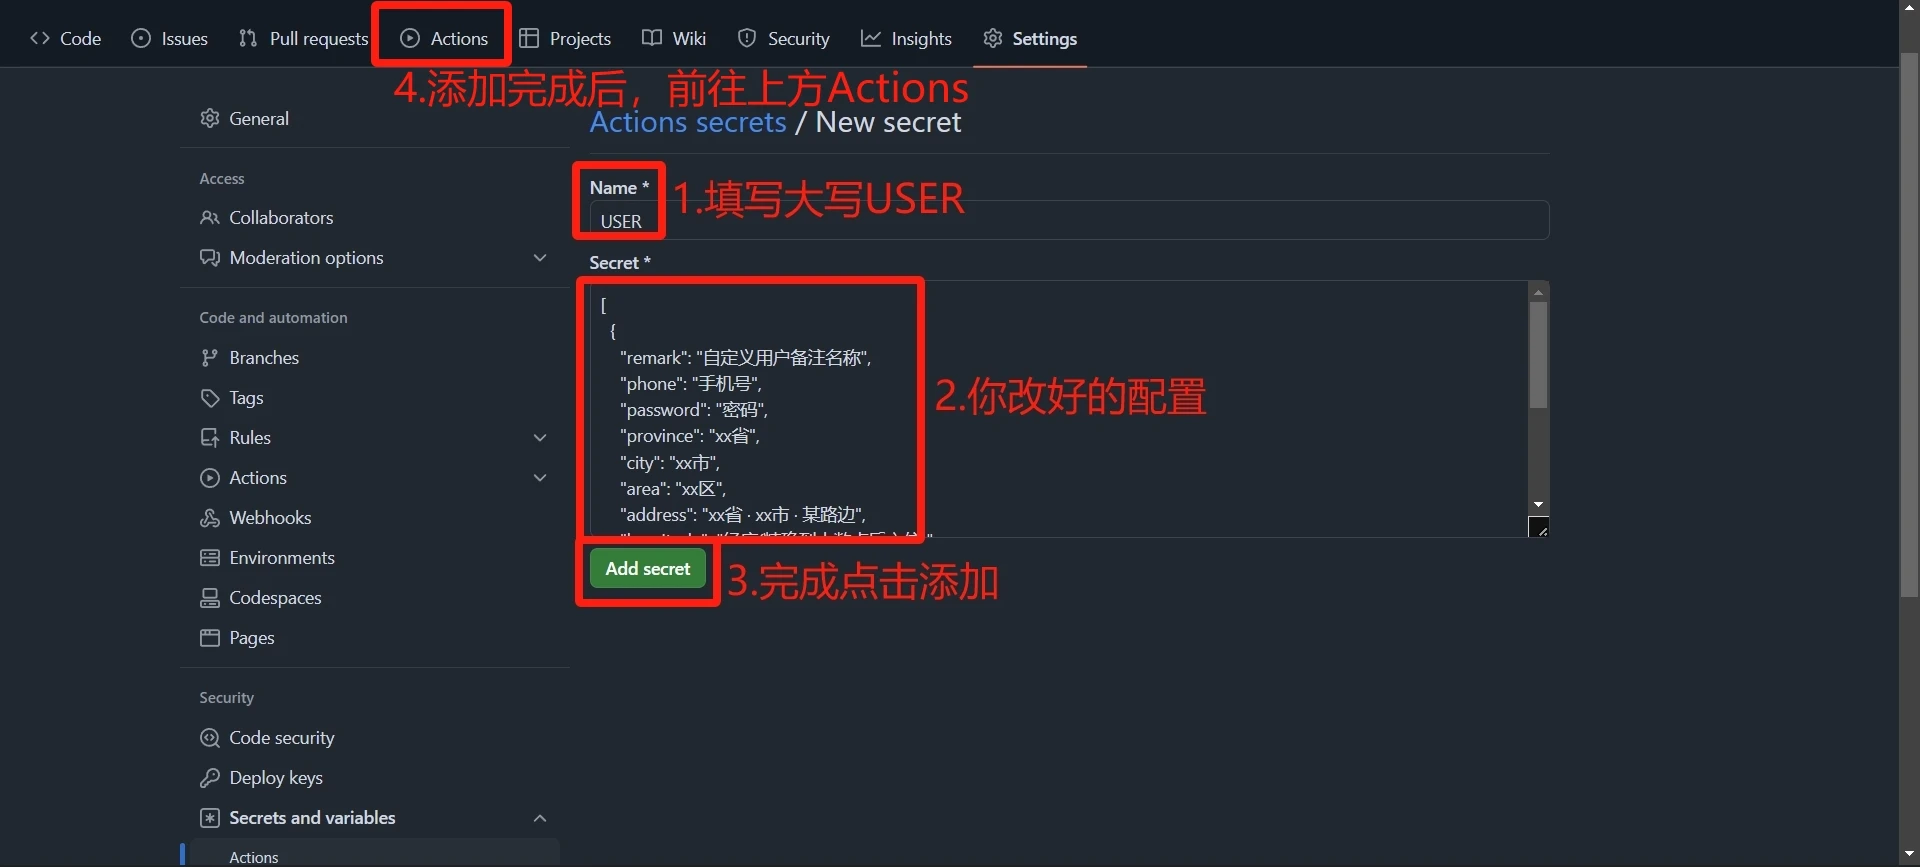 Code Issues Pull requests Actions Projects Wiki Security Insights Settings
4.添加完成后，前往上方Actions
Actions secrets / New secret
General
Access
Collaborators
Moderation options
Code and automation
Branches
Tags
Rules
Actions
Webhooks
Environments
Codespaces
Pages
Security
Code security
Deploy keys
Secrets and variables
Actions
Name *
1.填写大写USER
USER
Secret *
[
{
"remark": "自定义用户备注名称",
"phone": "手机号",
"password": "密码",
"province": "xx省",
"city": "xx市",
"area": "xx区",
"address": "xx省 · xx市 · 某路边",
2.你改好的配置
Add secret
3.完成点击添加